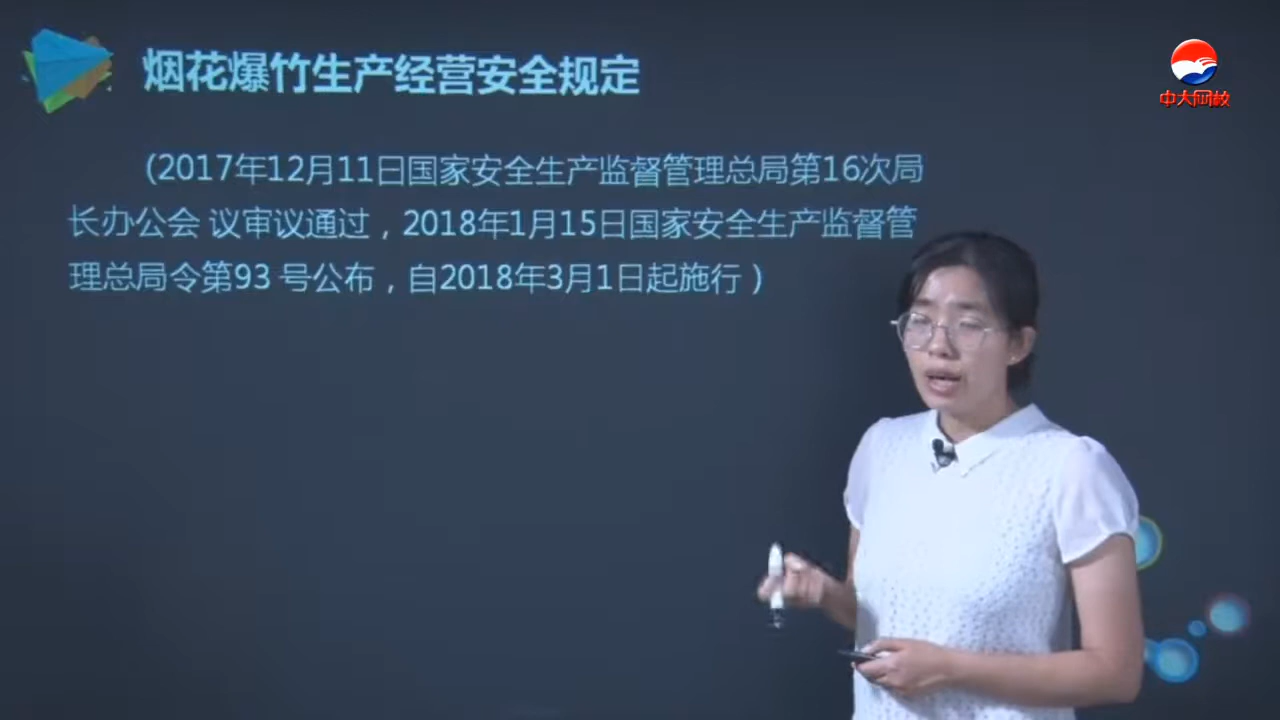 烟花爆竹生产经营安全规定
中大网校
(2017年12月11日国家安全生产监督管理总局第16次局
长办公会 议审议通过，2018年1月15日国家安全生产监督管
理总局令第93 号公布，自2018年3月1日起施行）